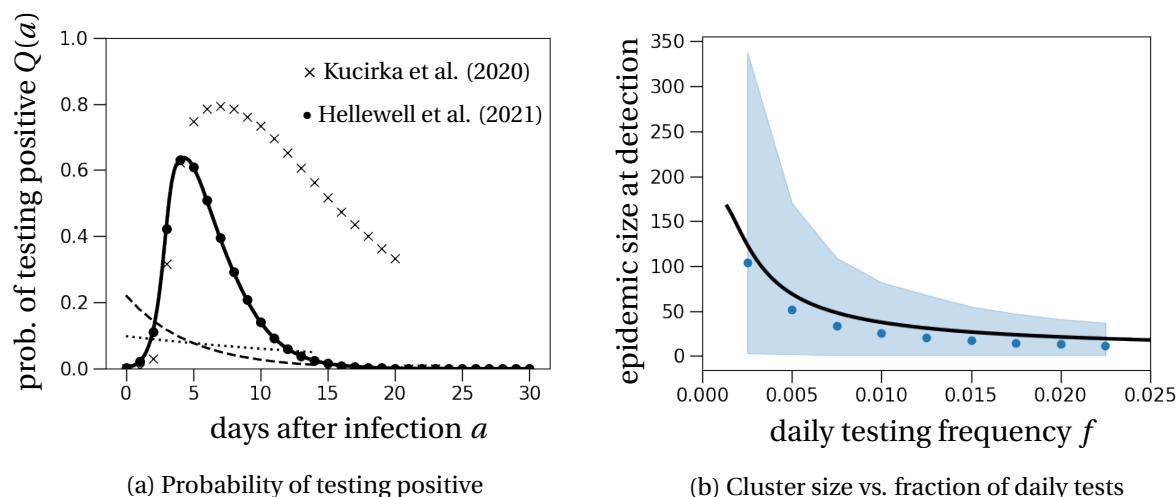 prob. of testing positive Q(a)
1.0
0.8
0.6
0.4
0.2
0.0
× Kucirka et al. (2020)
• Hellewell et al. (2021)
0 5 10 15 20 25 30
days after infection a
(a) Probability of testing positive
epidemic size at detection
350
300
250
200
150
100
50
0
0.000 0.005 0.010 0.015 0.020 0.025
daily testing frequency f
(b) Cluster size vs. fraction of daily tests